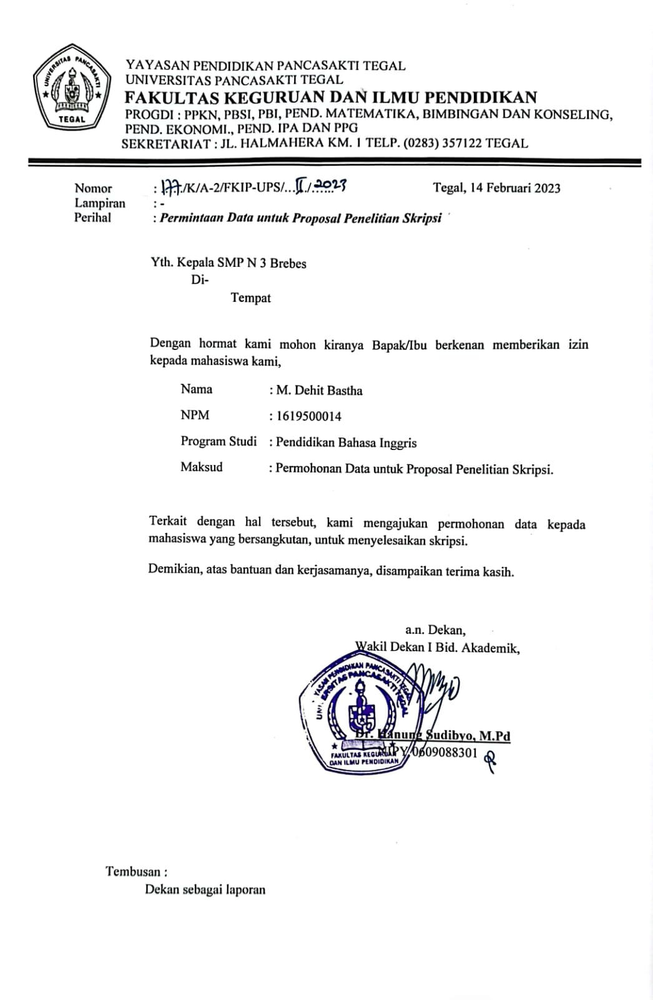 UNIVERSITAS PANCASAKTI
TEGAL
YAYASAN PENDIDIKAN PANCASAKTI TEGAL
UNIVERSITAS PANCASAKTI TEGAL
FAKULTAS KEGURUAN DAN ILMU PENDIDIKAN
PROGDI : PPKN, PBSI, PBI, PEND. MATEMATIKA, BIMBINGAN DAN KONSELING,
PEND. EKONOMI., PEND. IPA DAN PPG
SEKRETARIAT : JL. HALMAHERA KM. 1 TELP. (0283) 357122 TEGAL
Nomor : 177./K/A-2/FKIP-UPS/...II./.2023 Tegal, 14 Februari 2023
Lampiran : -
Perihal : Permintaan Data untuk Proposal Penelitian Skripsi
Yth. Kepala SMP N 3 Brebes
Di-
Tempat
Dengan hormat kami mohon kiranya Bapak/Ibu berkenan memberikan izin
kepada mahasiswa kami,
Nama : M. Dehit Bastha
NPM : 1619500014
Program Studi : Pendidikan Bahasa Inggris
Maksud : Permohonan Data untuk Proposal Penelitian Skripsi.
Terkait dengan hal tersebut, kami mengajukan permohonan data kepada
mahasiswa yang bersangkutan, untuk menyelesaikan skripsi.
Demikian, atas bantuan dan kerjasamanya, disampaikan terima kasih.
a.n. Dekan,
Wakil Dekan I Bid. Akademik,
PENDIDIKAN PANCASAKTI TEGAL
PANCASAKTI TEGAL
Dr. Hanung Sudibyo, M.Pd
NIPY 0609088301
FAKULTAS KEGURUAN
DAN ILMU PENDIDIKAN
Tembusan :
Dekan sebagai laporan